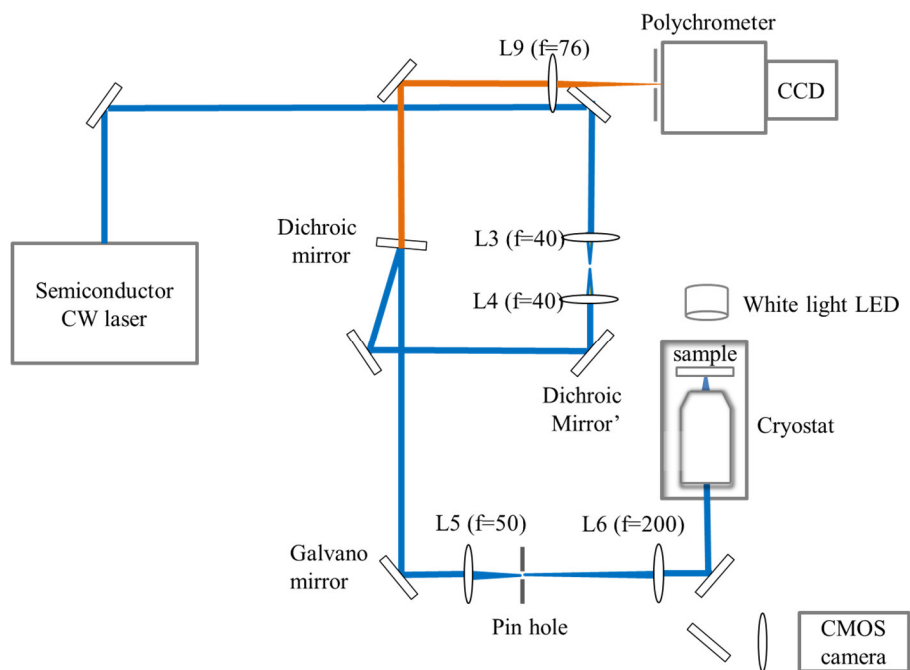 Polychrometer
L9 (f=76)
CCD
Dichroic
mirror
L3 (f=40)
Semiconductor
CW laser
L4 (f=40)
White light LED
sample
Dichroic
Mirror’
Cryostat
L5 (f=50)
L6 (f=200)
Galvano
mirror
Pin hole
CMOS
camera